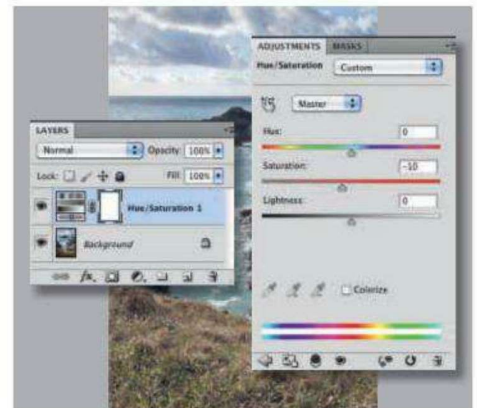 ADJUSTMENTS MASKS
Hue/Saturation Custom
Master
Hue: 0
Saturation: -10
Lightness: 0
Colorize
LAYERS
Normal Opacity: 100%
Lock: Fill: 100%
Hue/Saturation 1
Background
fx.